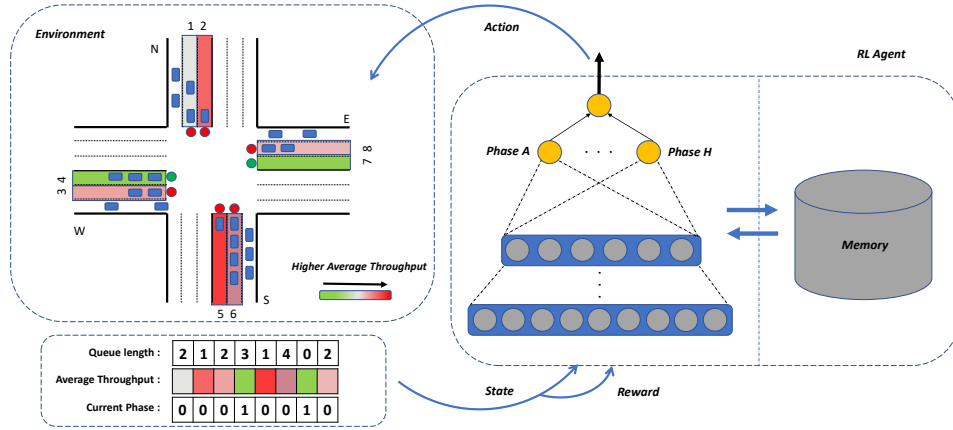 Environment
N
1 2
E
8
7
4
3
W
S
5 6
Higher Average Throughput
Action
RL Agent
Phase A
. . .
Phase H
Memory
Queue length : 2 1 2 3 1 4 0 2
Average Throughput :
Current Phase : 0 0 0 1 0 0 1 0
State
Reward